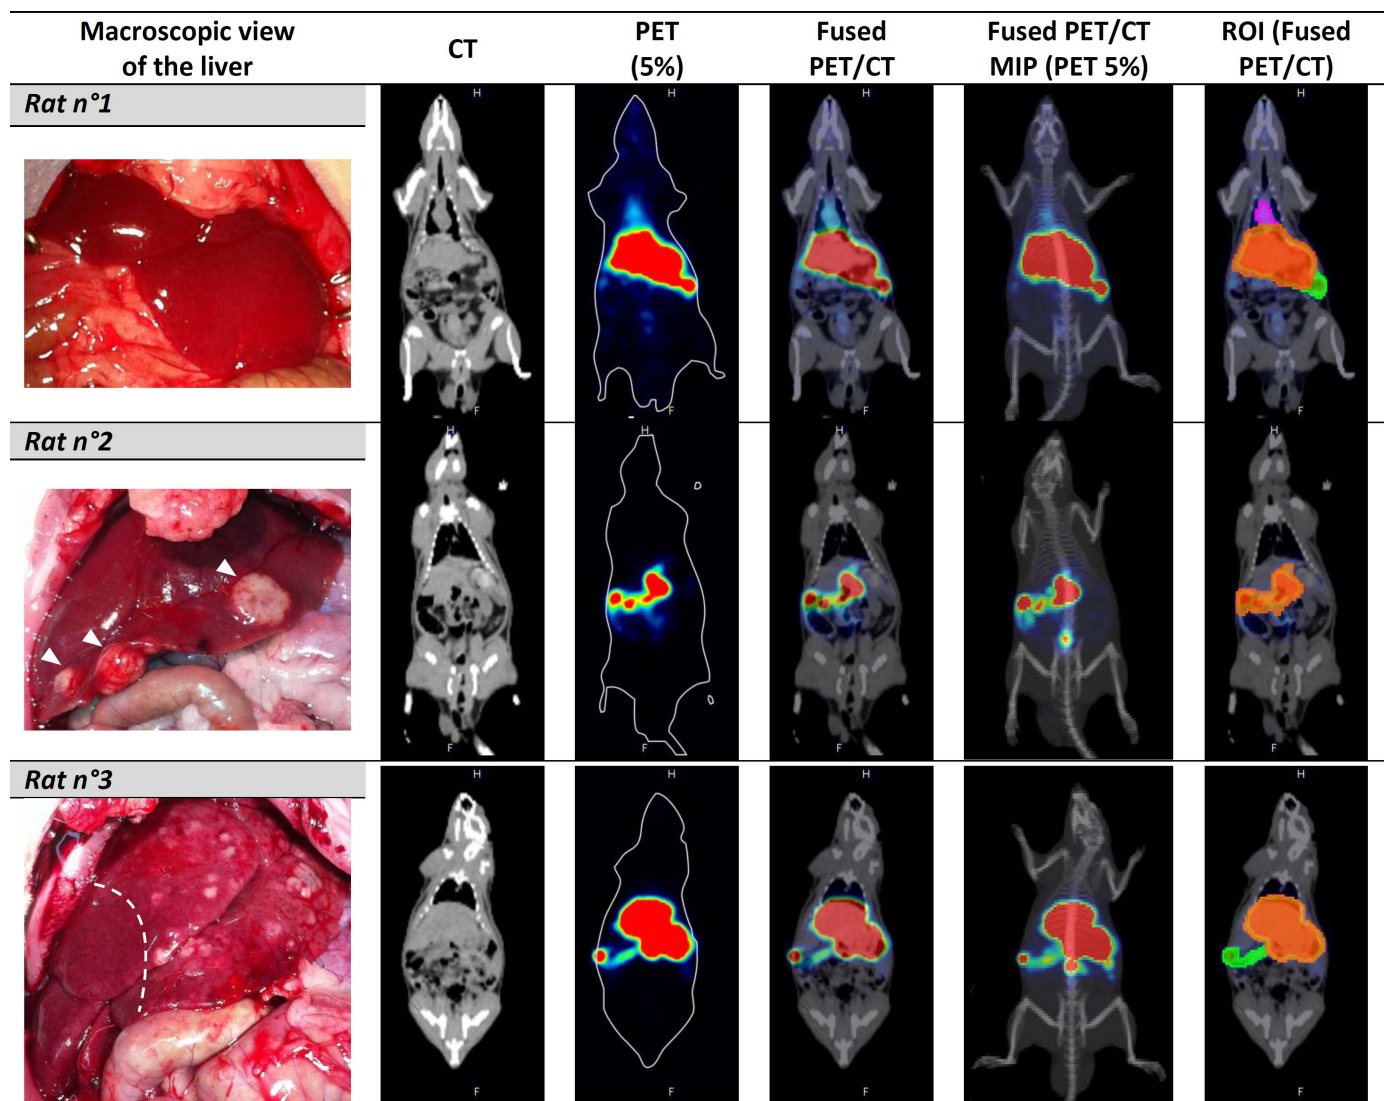 Macroscopic view
of the liver
CT
PET
(5%)
Fused
PET/CT
Fused PET/CT
MIP (PET 5%)
ROI (Fused
PET/CT)
Rat n°1
H
H
H
H
F
F
F
F
Rat n°2
H
H
H
H
F
F
F
F
Rat n°3
H
H
H
H
F
F
F
F